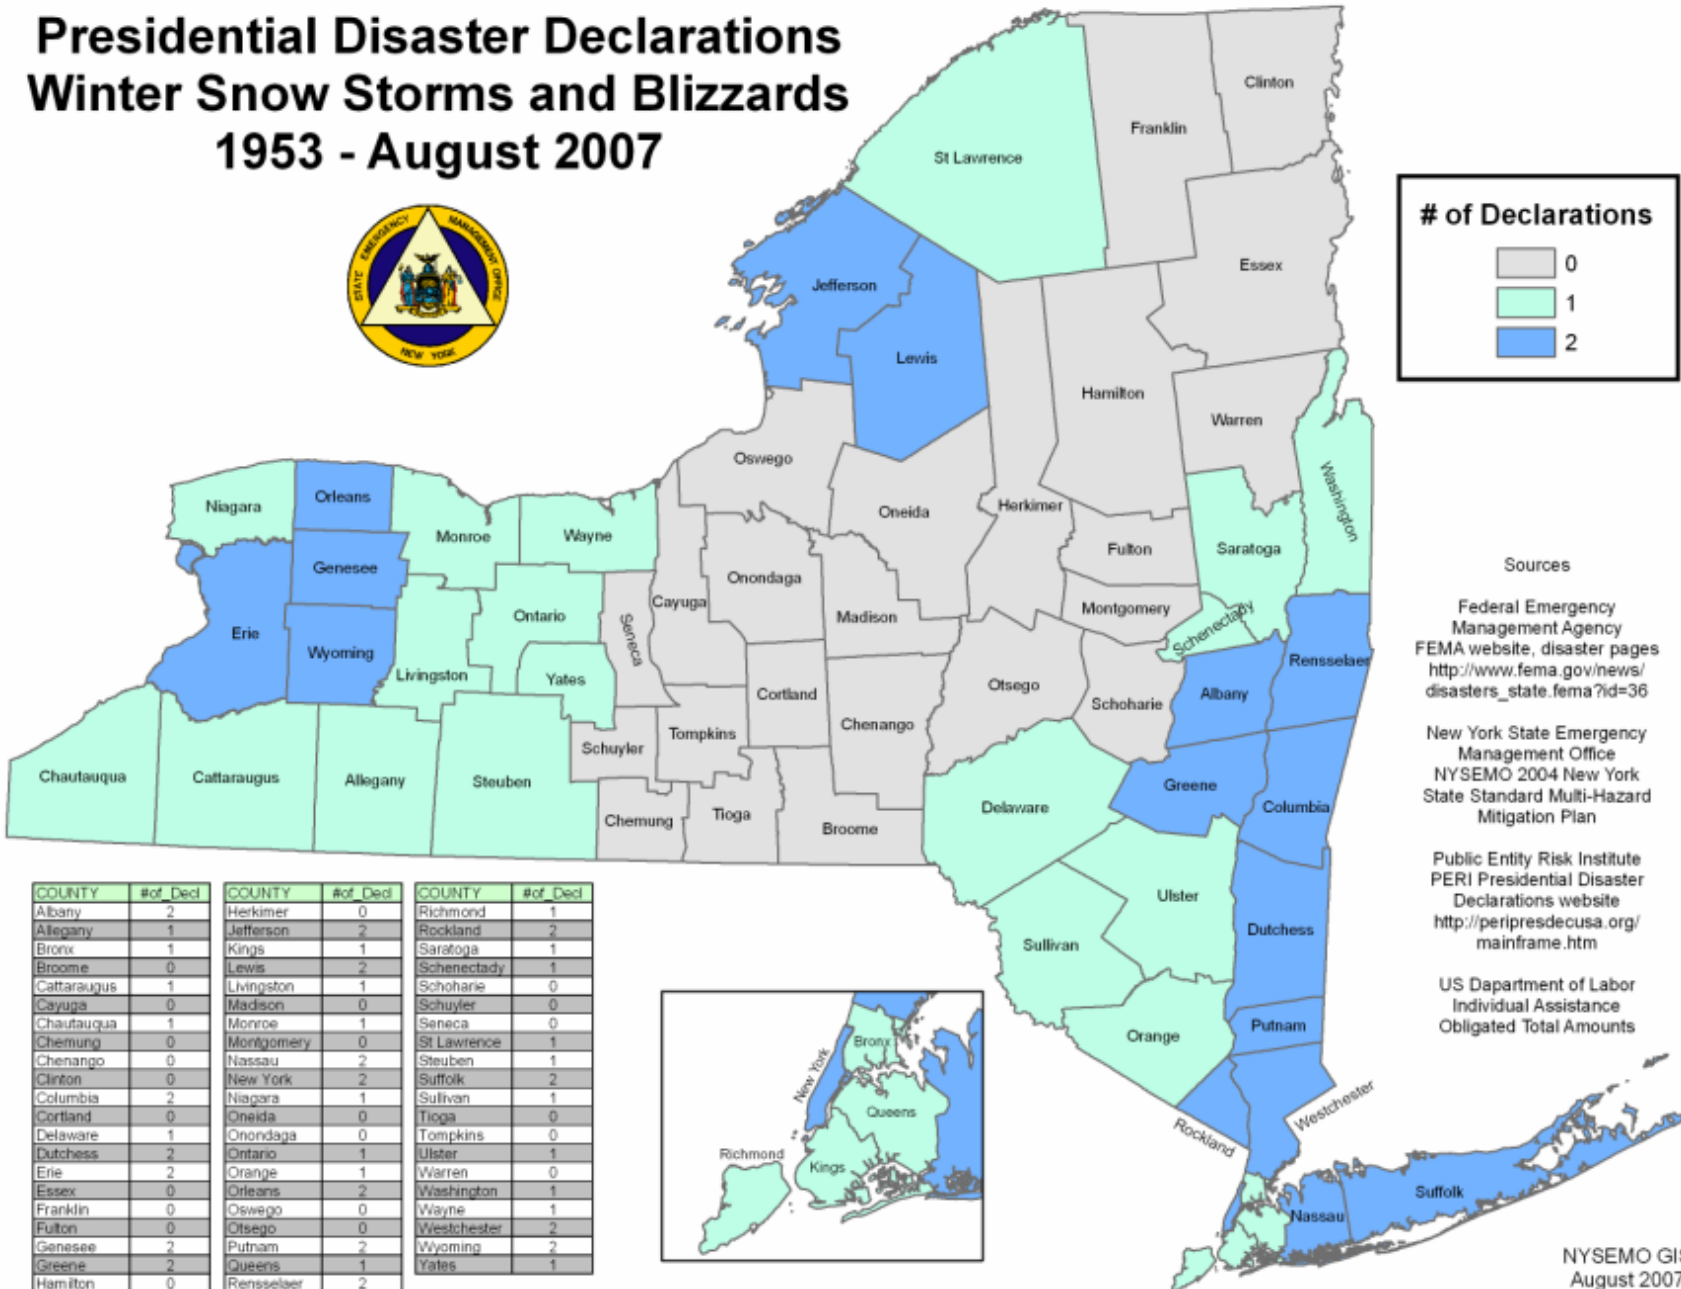 Presidential Disaster Declarations
Winter Snow Storms and Blizzards
1953 - August 2007
STATE EMERGENCY MANAGEMENT OFFICE
NEW YORK
# of Declarations
0
1
2
Clinton
Franklin
St Lawrence
Essex
Jefferson
Lewis
Hamilton
Warren
Washington
Oswego
Oneida
Herkimer
Niagara
Orleans
Monroe
Wayne
Genesee
Fulton
Saratoga
Onondaga
Cayuga
Madison
Montgomery
Schenectady
Ontario
Seneca
Erie
Wyoming
Livingston
Yates
Otsego
Schoharie
Albany
Rensselaer
Cortland
Chenango
Tompkins
Schuyler
Chautauqua
Cattaraugus
Allegany
Steuben
Chemung
Tioga
Broome
Delaware
Greene
Columbia
Ulster
Sullivan
Dutchess
Orange
Putnam
Rockland
Westchester
Nassau
Suffolk
Sources
Federal Emergency
Management Agency
FEMA website, disaster pages
http://www.fema.gov/news/
disasters_state.fema?id=36
New York State Emergency
Management Office
NYSEMO 2004 New York
State Standard Multi-Hazard
Mitigation Plan
Public Entity Risk Institute
PERI Presidential Disaster
Declarations website
http://peripresdecusa.org/
mainframe.htm
US Dapartment of Labor
Individual Assistance
Obligated Total Amounts
COUNTY #of_Decl
Albany 2
Allegany 1
Bronx 1
Broome 0
Cattaraugus 1
Cayuga 0
Chautauqua 1
Chemung 0
Chenango 0
Clinton 0
Columbia 2
Cortland 0
Delaware 1
Dutchess 2
Erie 2
Essex 0
Franklin 0
Fulton 0
Genesee 2
Greene 2
Hamilton 0
COUNTY #of_Decl
Herkimer 0
Jefferson 2
Kings 1
Lewis 2
Livingston 1
Madison 0
Monroe 1
Montgomery 0
Nassau 2
New York 2
Niagara 1
Oneida 0
Onondaga 0
Ontario 1
Orange 1
Orleans 2
Oswego 0
Otsego 0
Putnam 2
Queens 1
Rensselaer 2
COUNTY #of_Decl
Richmond 1
Rockland 2
Saratoga 1
Schenectady 1
Schoharie 0
Schuyler 0
Seneca 0
St Lawrence 1
Steuben 1
Suffolk 2
Sullivan 1
Tioga 0
Tompkins 0
Ulster 1
Warren 0
Washington 1
Wayne 1
Westchester 2
Wyoming 2
Yates 1
New York
Bronx
Queens
Richmond
Kings
NYSEMO GIS
August 2007